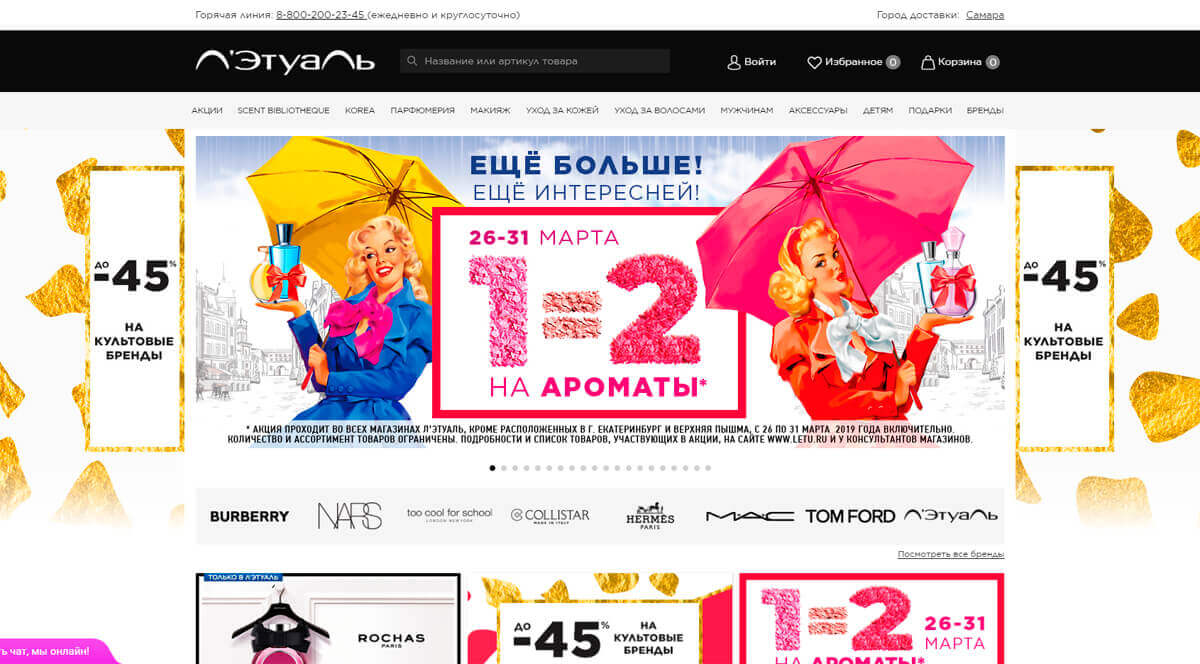 Горячая линия: 8-800-200-23-45 (ежедневно и круглосуточно)
Город доставки: Самара
Л'Этуаль
Название или артикул товара
Войти
Избранное 0
Корзина 0
АКЦИИ SCENT BIBLIOTHEQUE KOREA ПАРФЮМЕРИЯ МАКИЯЖ УХОД ЗА КОЖЕЙ УХОД ЗА ВОЛОСАМИ МУЖЧИНАМ АКСЕССУАРЫ ДЕТЯМ ПОДАРКИ БРЕНДЫ
ДО
-45%
НА
КУЛЬТОВЫЕ
БРЕНДЫ
ЕЩЁ БОЛЬШЕ!
ЕЩЁ ИНТЕРЕСНЕЙ!
26-31 МАРТА
1=2
НА АРОМАТЫ*
* АКЦИЯ ПРОХОДИТ ВО ВСЕХ МАГАЗИНАХ Л'ЭТУАЛЬ, КРОМЕ РАСПОЛОЖЕННЫХ В Г. ЕКАТЕРИНБУРГ И ВЕРХНЯЯ ПЫШМА, С 26 ПО 31 МАРТА 2019 ГОДА ВКЛЮЧИТЕЛЬНО.
КОЛИЧЕСТВО И АССОРТИМЕНТ ТОВАРОВ ОГРАНИЧЕНЫ. ПОДРОБНОСТИ И СПИСОК ТОВАРОВ, УЧАСТВУЮЩИХ В АКЦИИ, НА САЙТЕ WWW.LETU.RU И У КОНСУЛЬТАНТОВ МАГАЗИНОВ.
ДО
-45%
НА
КУЛЬТОВЫЕ
БРЕНДЫ
BURBERRY
NARS
too cool for school
LONDON NEW YORK
COLLISTAR
MADE IN ITALY
HERMÈS
PARIS
MAC
TOM FORD
Л'Этуаль
Посмотреть все бренды
ТОЛЬКО В Л'ЭТУАЛЬ
ROCHAS
PARIS
ДО
-45%
НА
КУЛЬТОВЫЕ
БРЕНДЫ
1=2
26-31
МАРТА
НА АРОМАТЫ*
ть чат, мы онлайн!